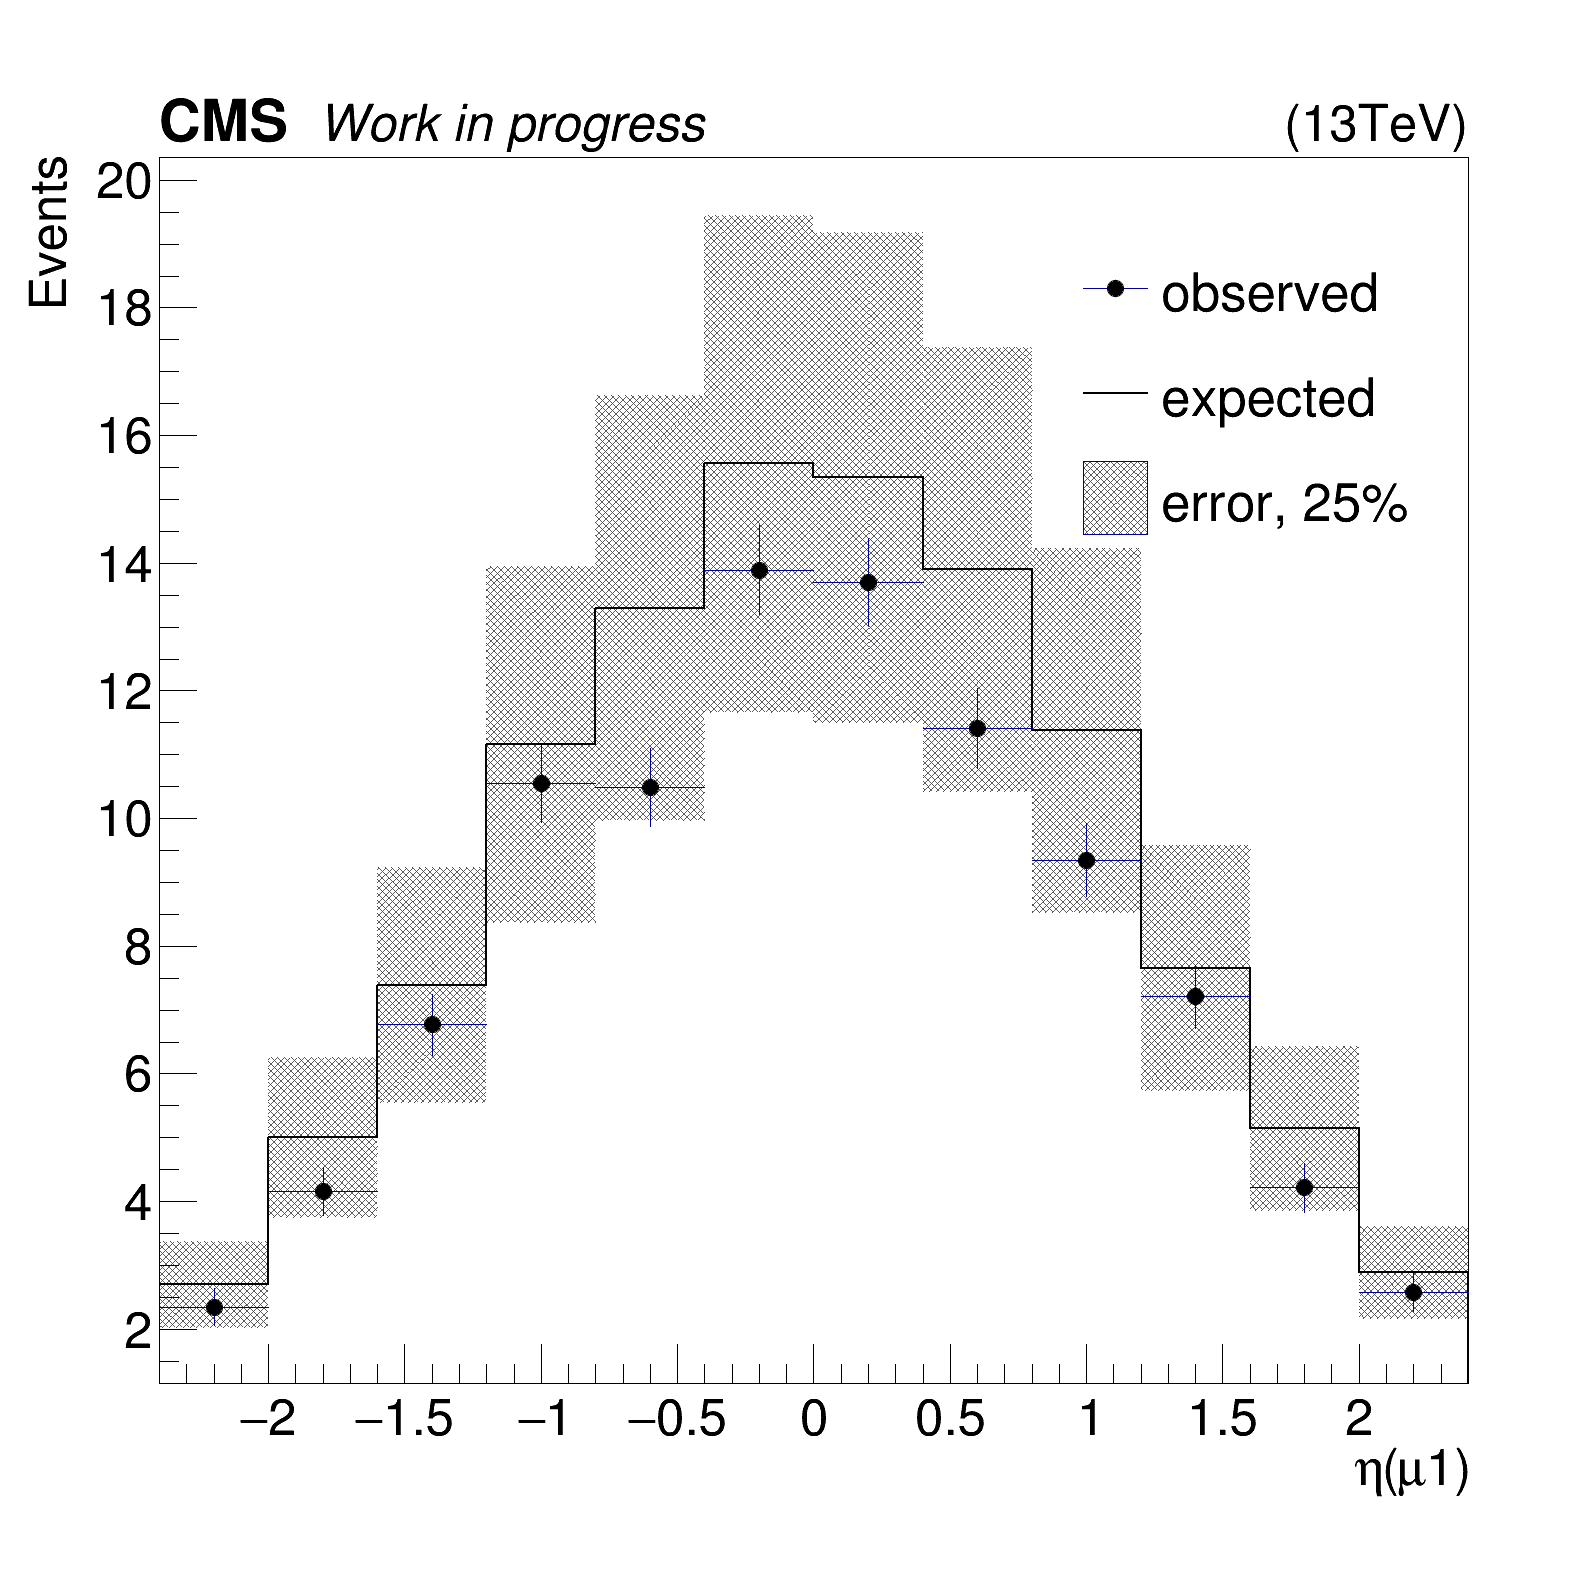 CMS Work in progress (13TeV)
Events
20
18
16
14
12
10
8
6
4
2
observed
expected
error, 25%
−2 −1.5 −1 −0.5 0 0.5 1 1.5 2
η(μ1)